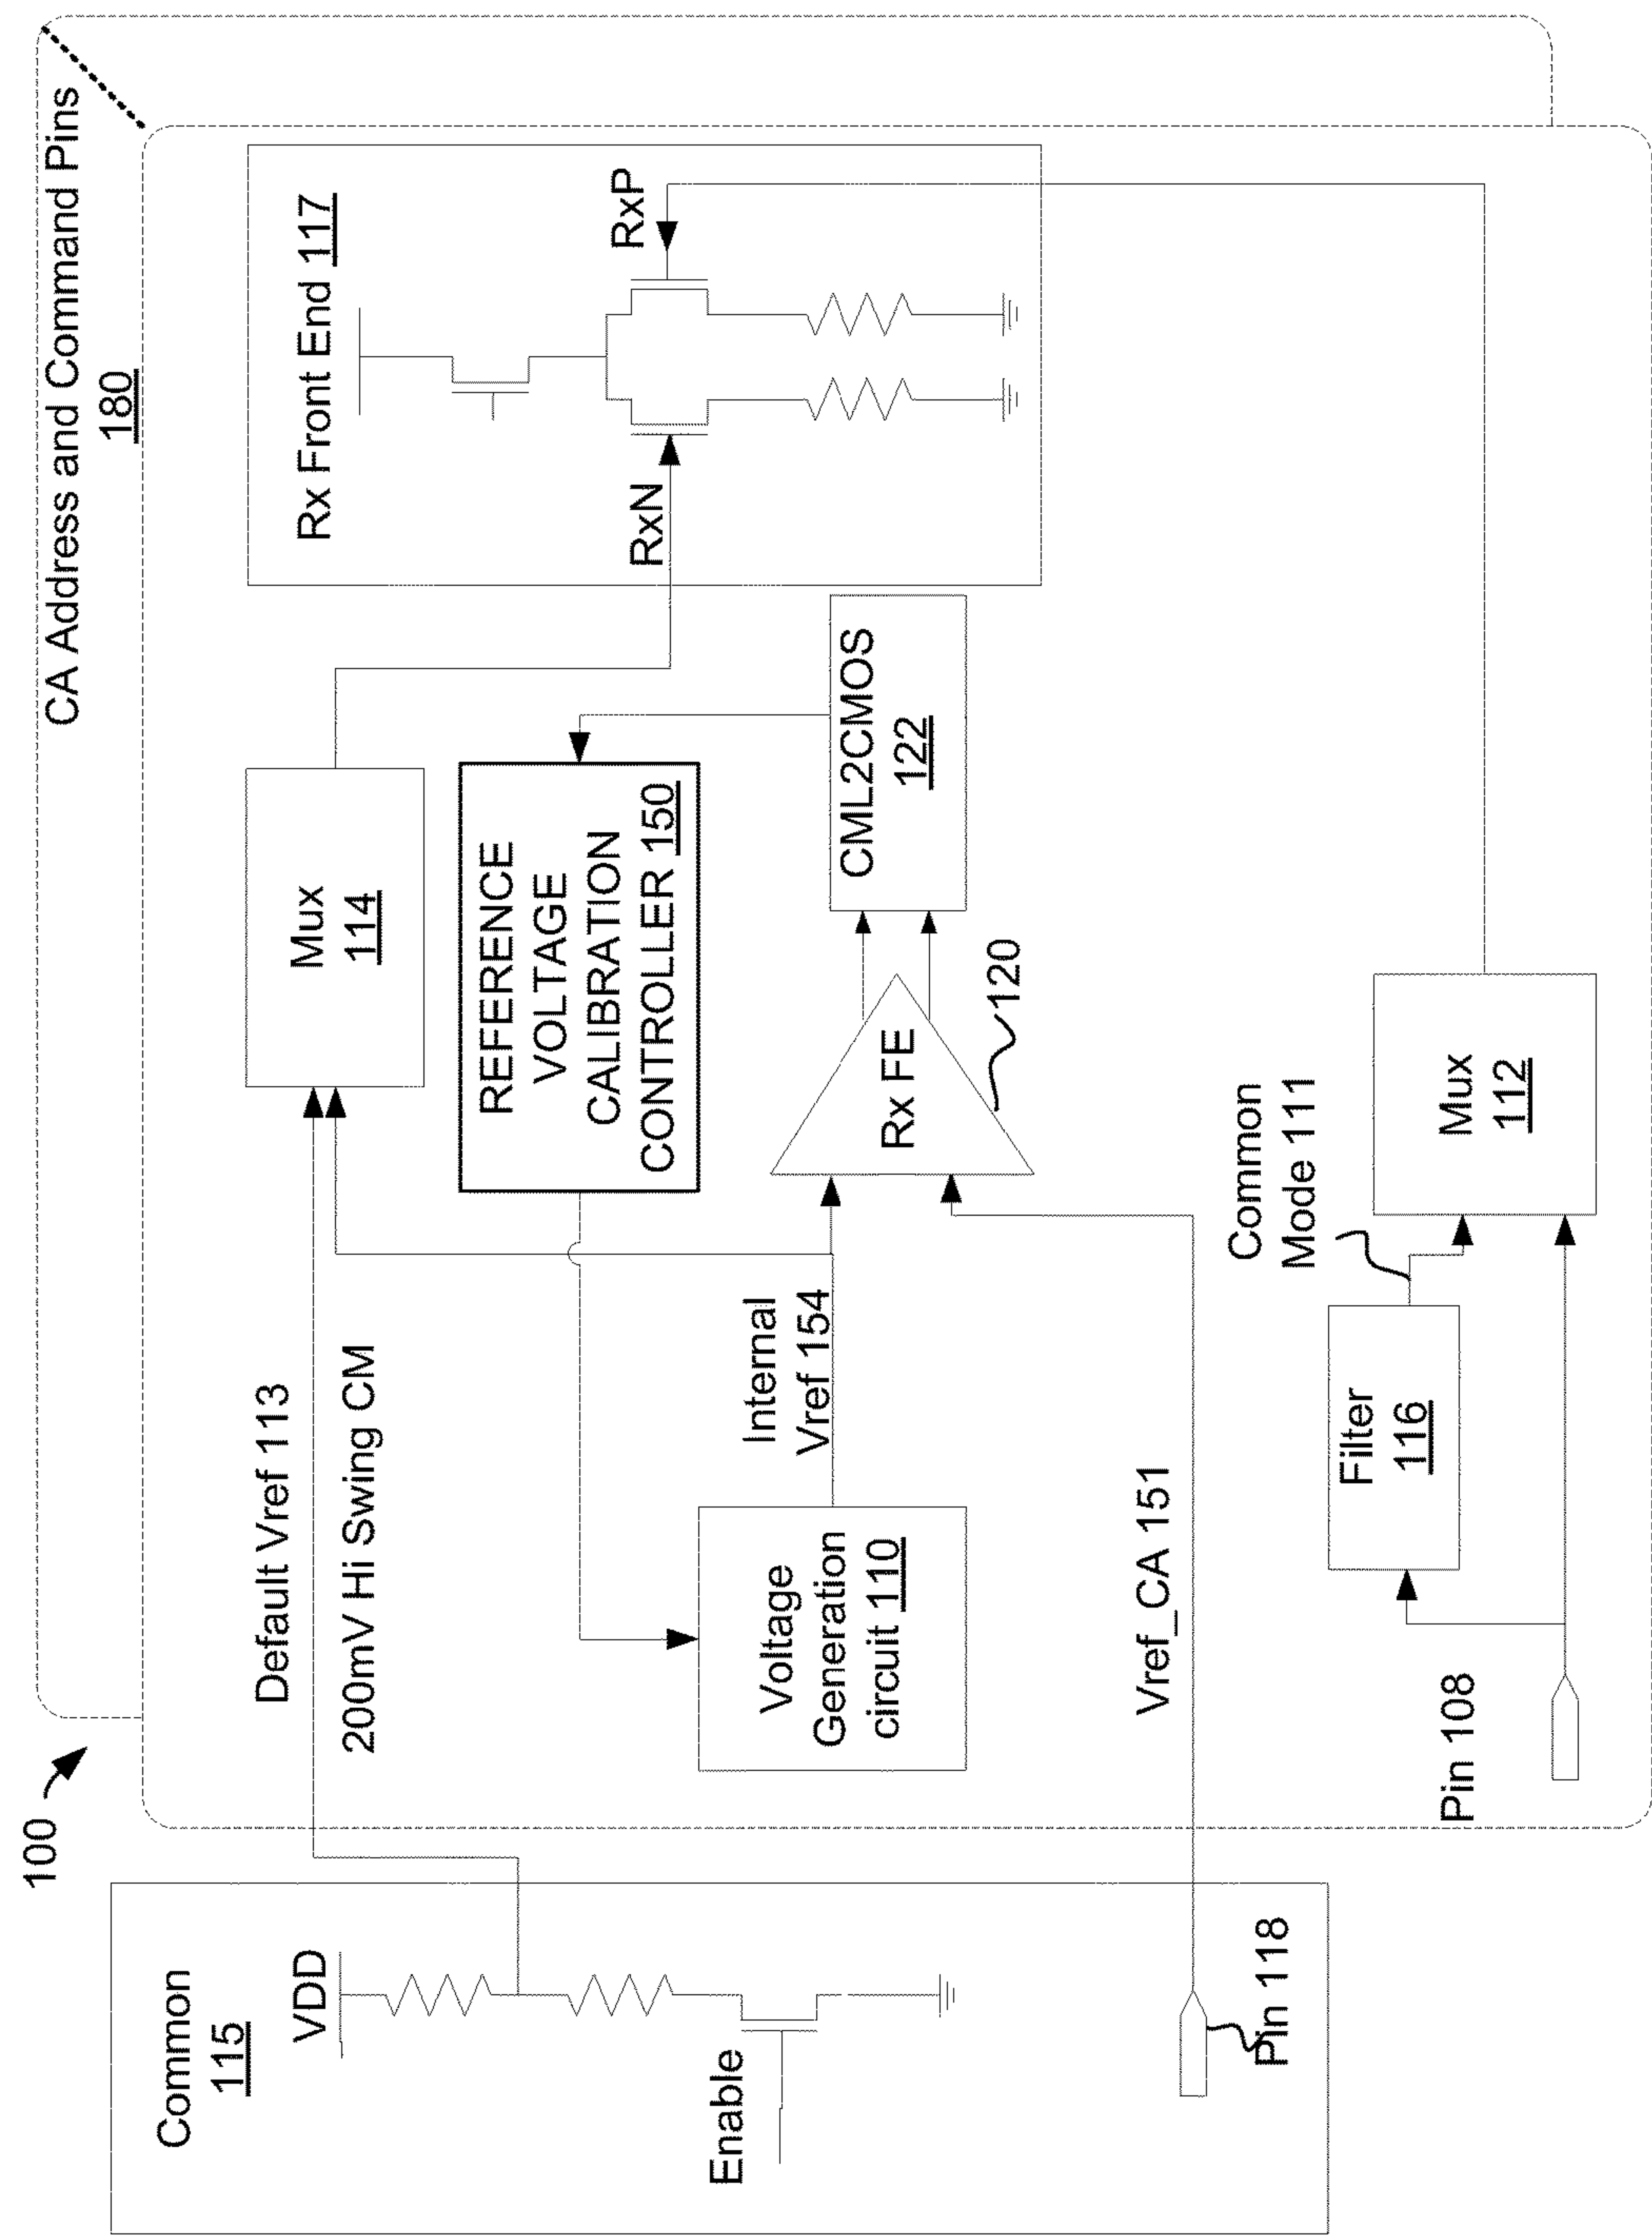 100
CA Address and Command Pins
180
Common
115
VDD
Enable
Pin 118
Default Vref 113
200mV Hi Swing CM
Mux
114
Rx Front End 117
RxN
RxP
REFERENCE
VOLTAGE
CALIBRATION
CONTROLLER 150
Voltage
Generation
circuit 110
Internal
Vref 154
Rx FE
120
CML2CMOS
122
Vref_CA 151
Pin 108
Filter
116
Common
Mode 111
Mux
112